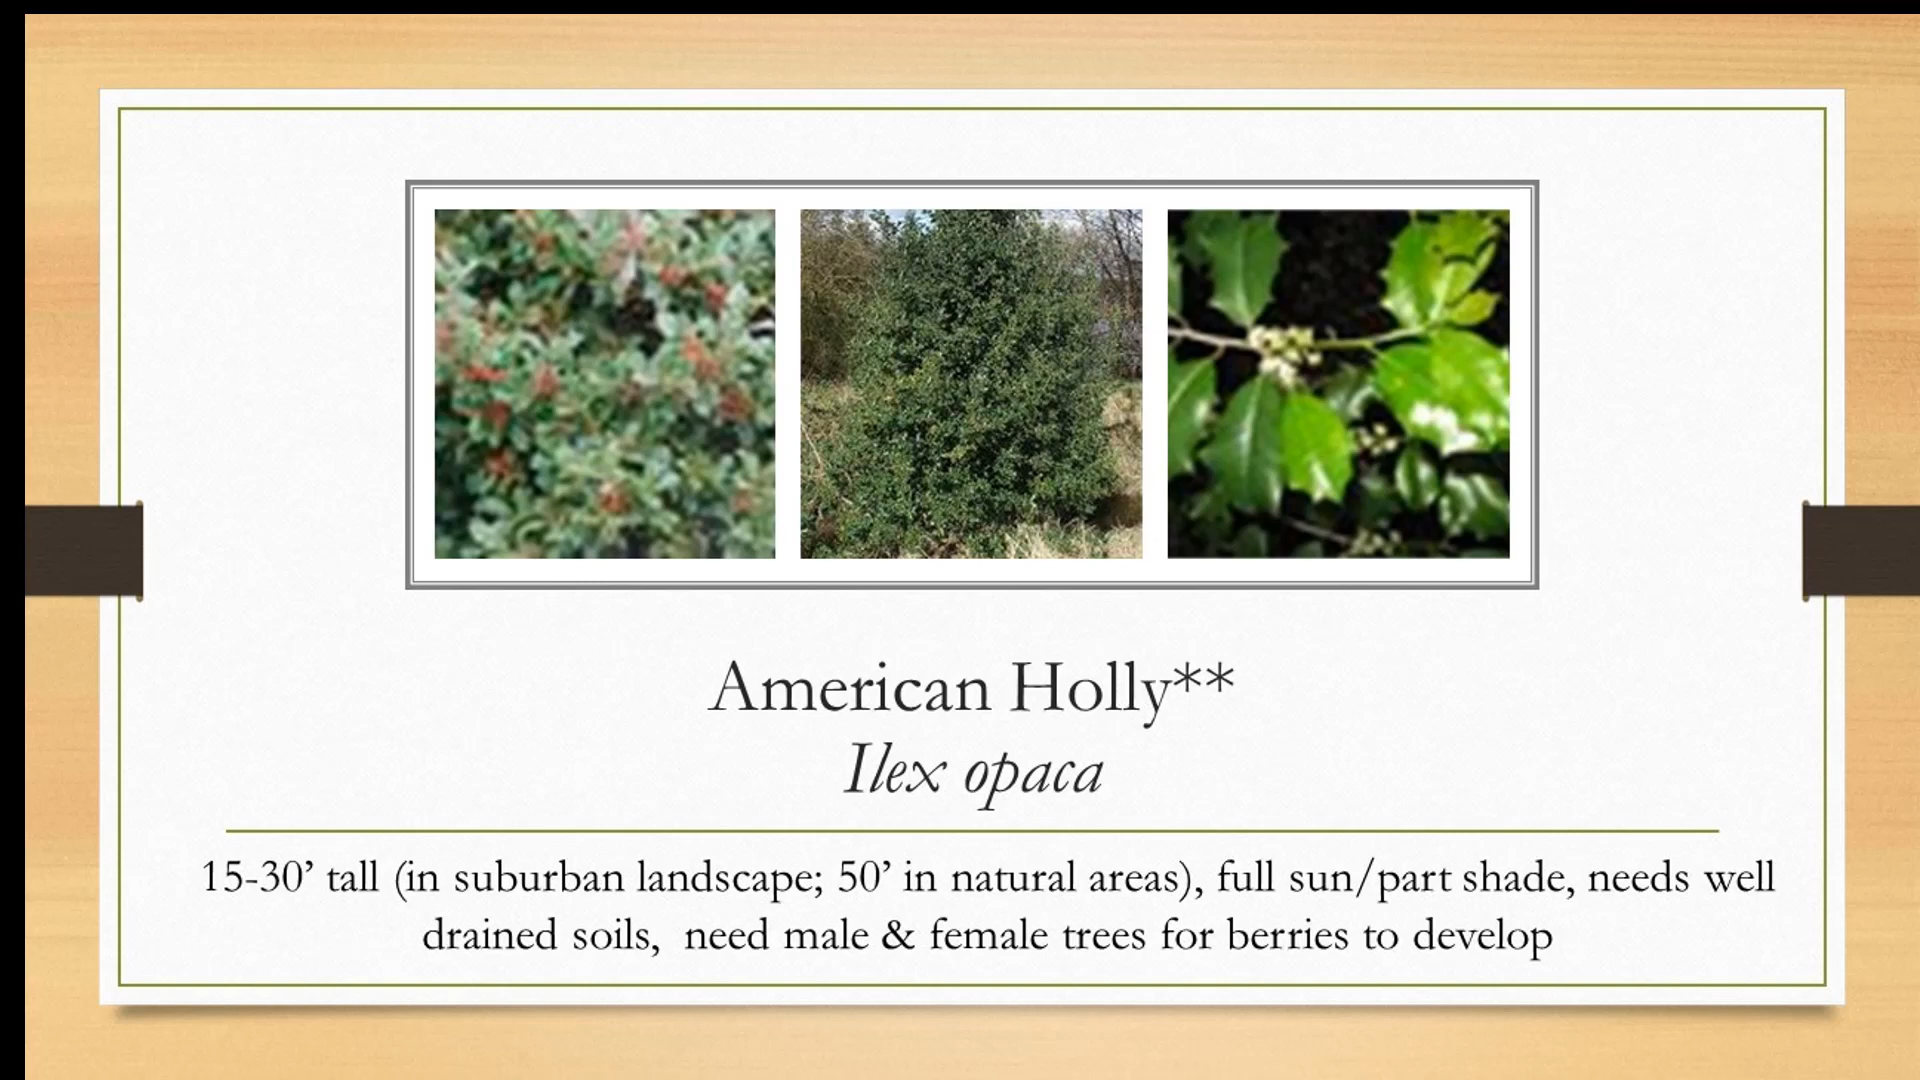 American Holly**
Ilex opaca
15-30’ tall (in suburban landscape; 50’ in natural areas), full sun/part shade, needs well
drained soils,  need male & female trees for berries to develop